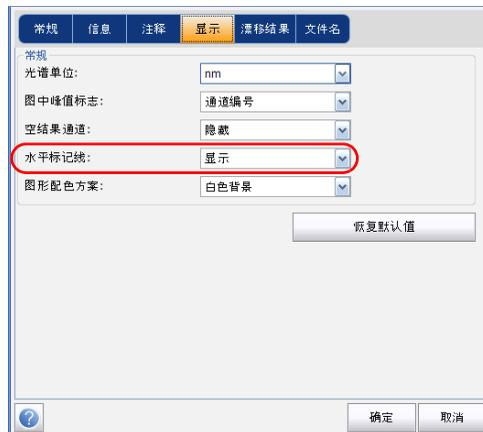 常规 信息 注释 显示 漂移结果 文件名
常规
光谱单位: nm
图中峰值标志: 通道编号
空结果通道: 隐藏
水平标记线: 显示
图形配色方案: 白色背景
恢复默认值
? 确定 取消